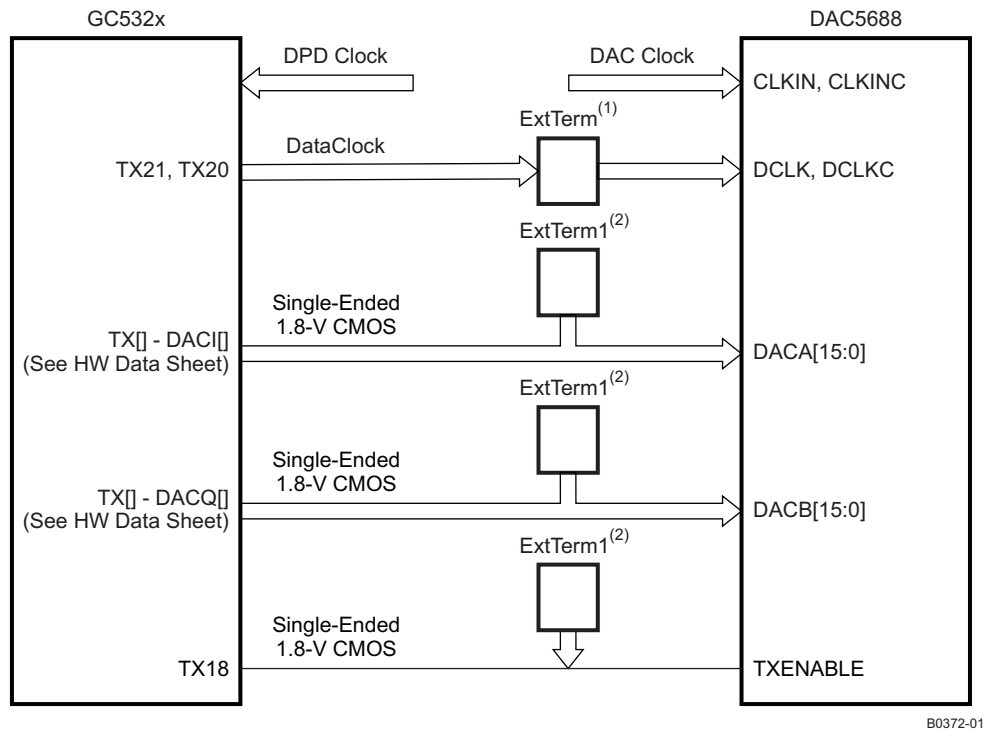 GC532x
DAC5688
DPD Clock
DAC Clock
CLKIN, CLKINC
ExtTerm(1)
DataClock
TX21, TX20
DCLK, DCLKC
ExtTerm1(2)
Single-Ended
1.8-V CMOS
TX[] - DACI[]
(See HW Data Sheet)
DACA[15:0]
ExtTerm1(2)
Single-Ended
1.8-V CMOS
TX[] - DACQ[]
(See HW Data Sheet)
DACB[15:0]
ExtTerm1(2)
Single-Ended
1.8-V CMOS
TX18
TXENABLE
B0372-01